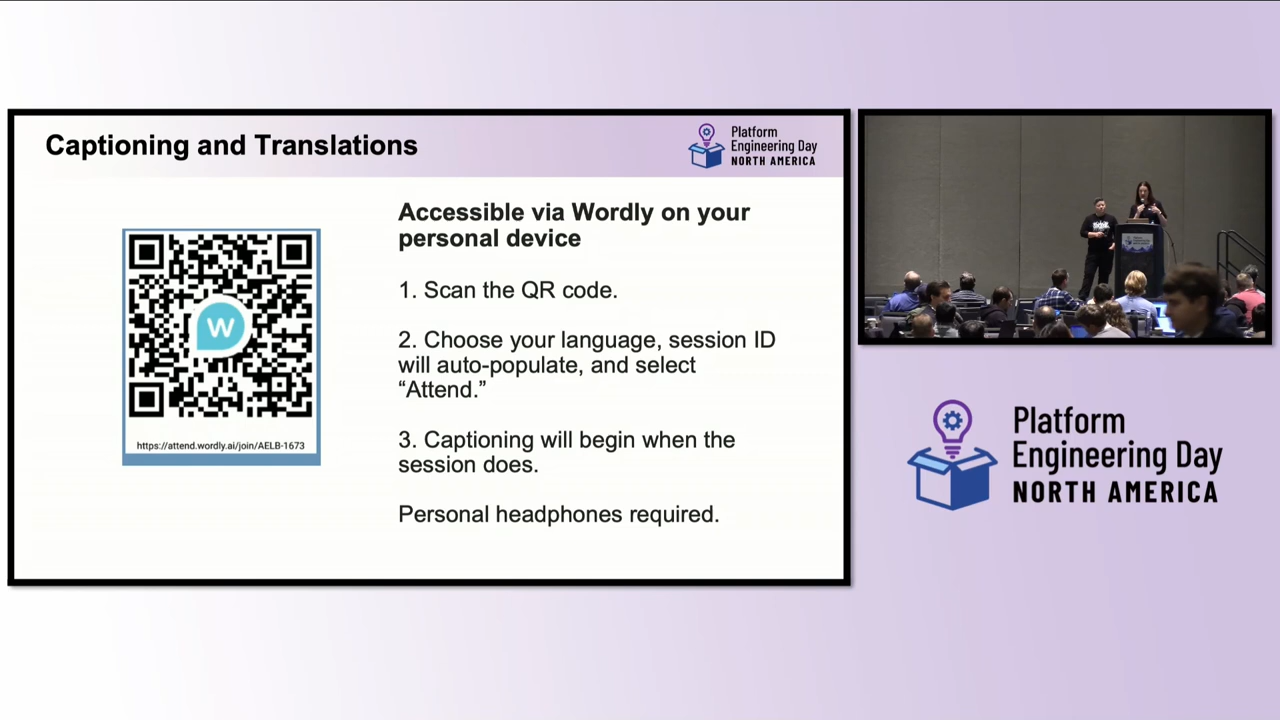 Captioning and Translations
Platform
Engineering Day
NORTH AMERICA
Accessible via Wordly on your
personal device
1. Scan the QR code.
2. Choose your language, session ID
will auto-populate, and select
“Attend.”
3. Captioning will begin when the
session does.
Personal headphones required.
W
https://attend.wordly.ai/join/AELB-1673
Platform
Engineering Day
NORTH AMERICA